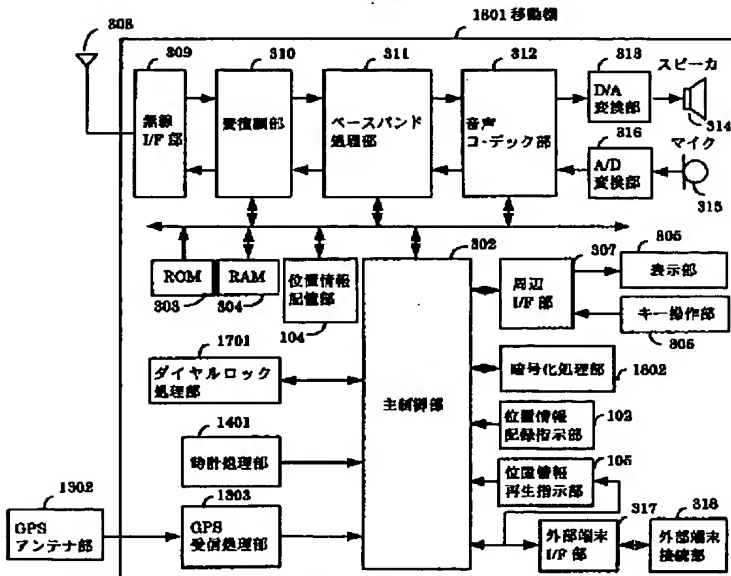 1801 移動機
308
309
310
311
312
313
スピーカ
無線
I/F 部
変復調部
ベースバンド
処理部
音声
コーデック部
D/A
変換部
314
316
マイク
A/D
変換部
315
ROM
RAM
位置情報
記憶部
303
304
104
302
307
305
周辺
I/F 部
表示部
キー操作部
306
1701
ダイヤルロック
処理部
主制御部
暗号化処理部
1802
1401
時計処理部
位置情報
記録指示部
102
1302
1303
位置情報
再生指示部
105
GPS
アンテナ部
GPS
受信処理部
317
318
外部端末
I/F 部
外部端末
接続部